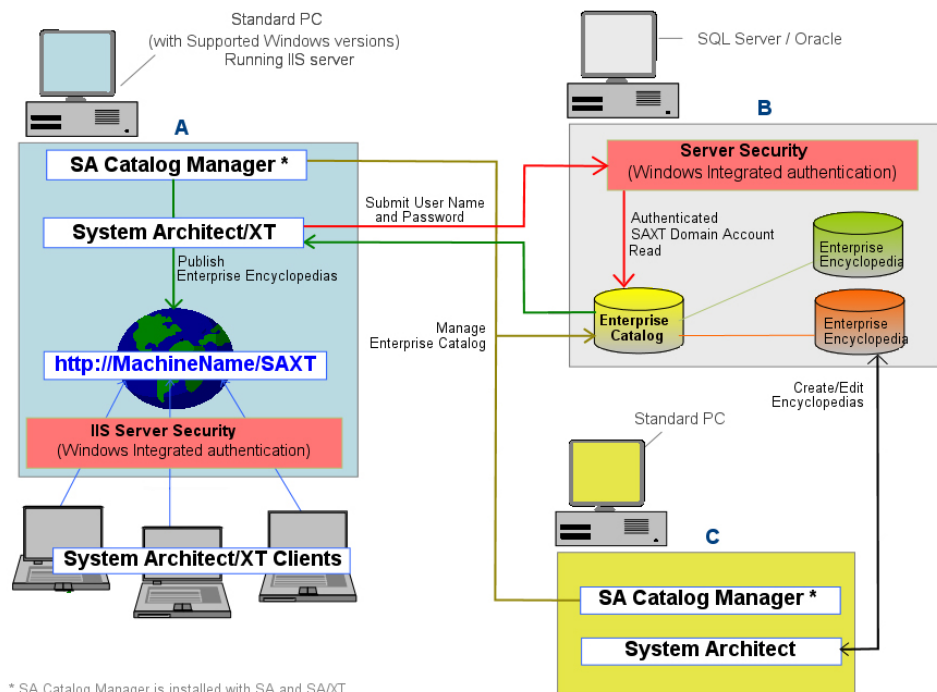 Standard PC
(with Supported Windows versions)
Running IIS server
SQL Server / Oracle
A
B
SA Catalog Manager *
Server Security
(Windows Integrated authentication)
Submit User Name
and Password
System Architect/XT
Authenticated
SAXT Domain Account
Read
Enterprise
Encyclopedia
Publish
Enterprise Encyclopedias
Enterprise
Catalog
Enterprise
Encyclopedia
Manage
Enterprise Catalog
http://MachineName/SAXT
Create/Edit
Encyclopedias
IIS Server Security
(Windows Integrated authentication)
Standard PC
C
System Architect/XT Clients
SA Catalog Manager *
System Architect
* SA Catalog Manager is installed with SA and SA/XT